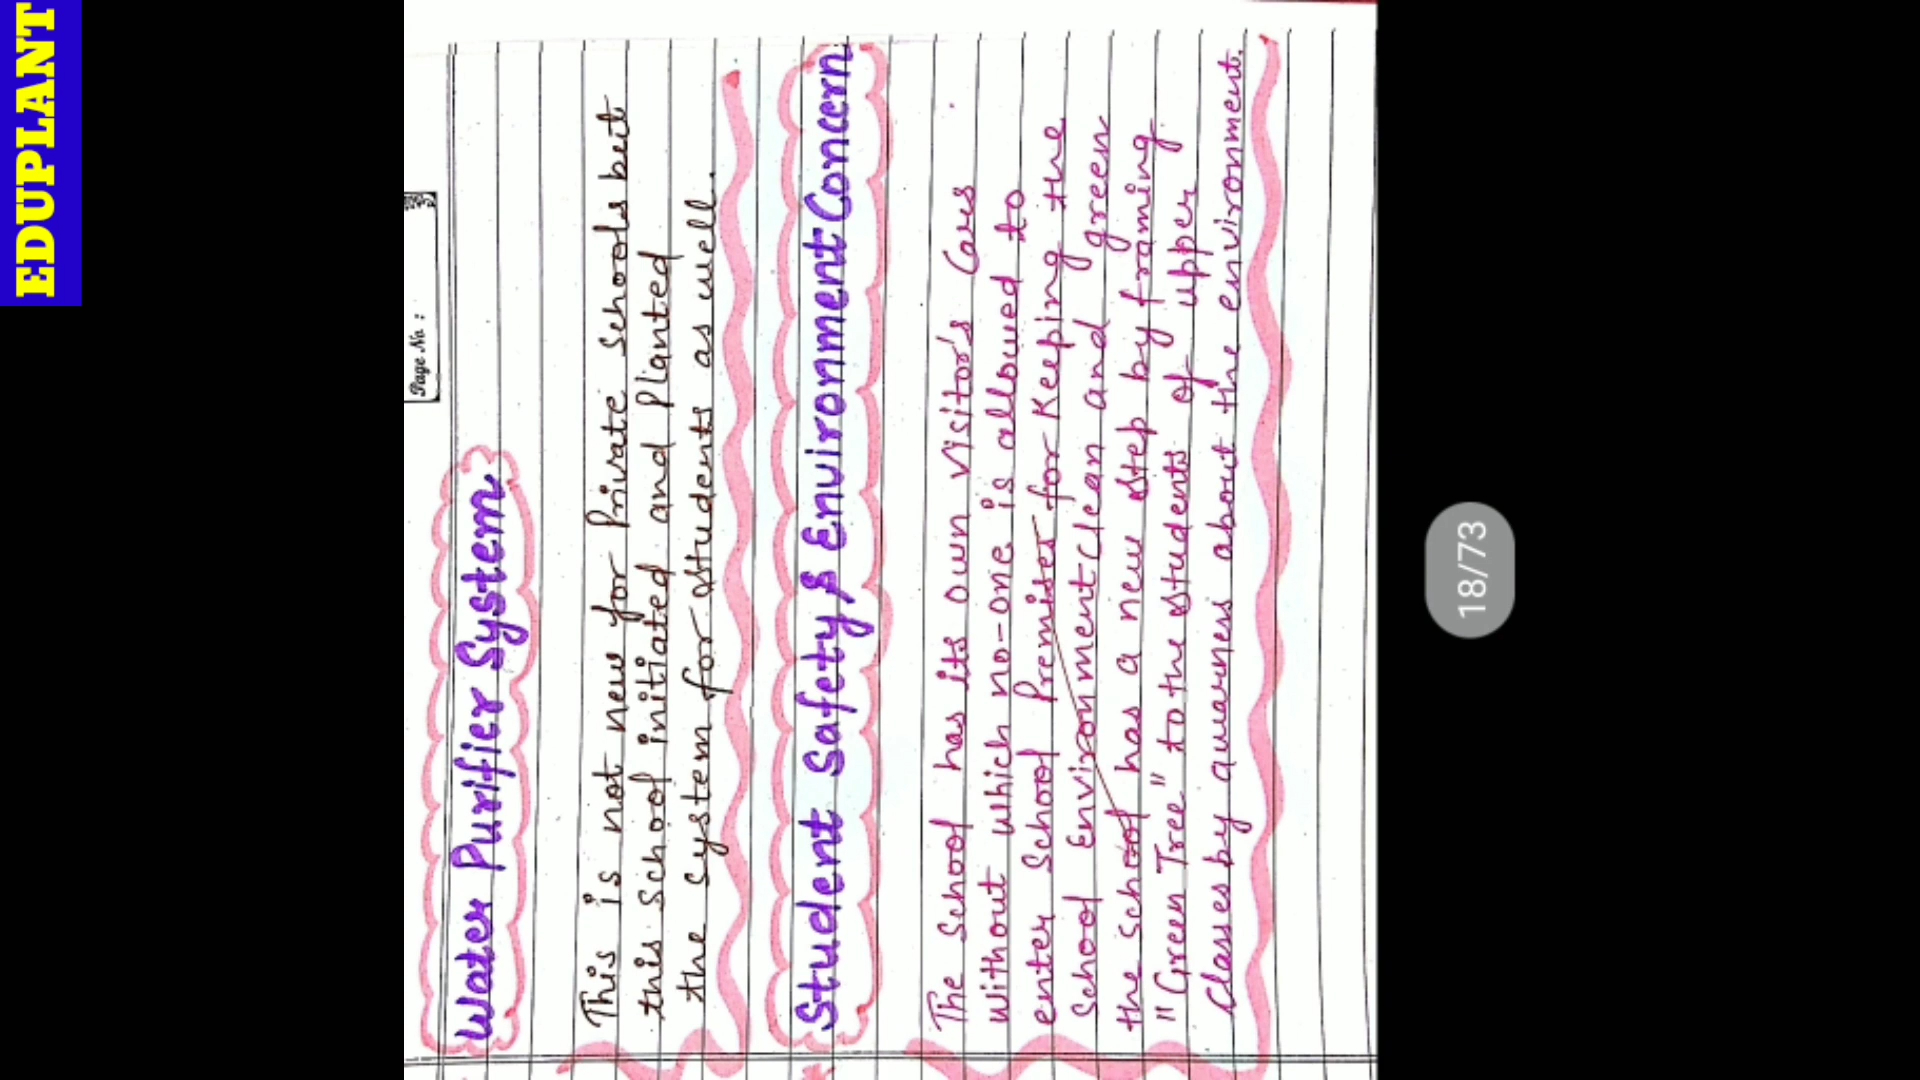 EDUPLANT
Page No :
Water Purifier System
This is not new for Private Schools but
this school initiated and Planted
the system for students as well.
Student Safety & Environment Concern
The School has its own visitor's
without which no-one is allowed to
enter School Premises for Keeping the
School Environment clean and green
the school has a new step by framing
"Green Tree" to the students of upper
classes by awareness about the environment.
18/73